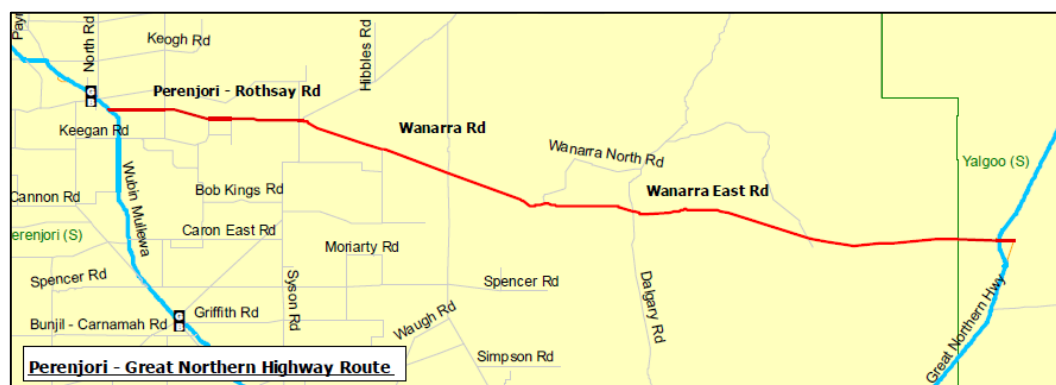 Payn
North Rd
Keogh Rd
Hibbles Rd
Perenjori - Rothsay Rd
Keegan Rd
Wanarra Rd
Wanarra North Rd
Yalgoo (S)
Wubin Mullewa
Bob Kings Rd
Wanarra East Rd
Cannon Rd
erenjori (S)
Caron East Rd
Moriarty Rd
Spencer Rd
Syson Rd
Spencer Rd
Dalgary Rd
Great Northern Hwy
Griffith Rd
Bunjil - Carnamah Rd
Waugh Rd
Simpson Rd
Perenjori - Great Northern Highway Route